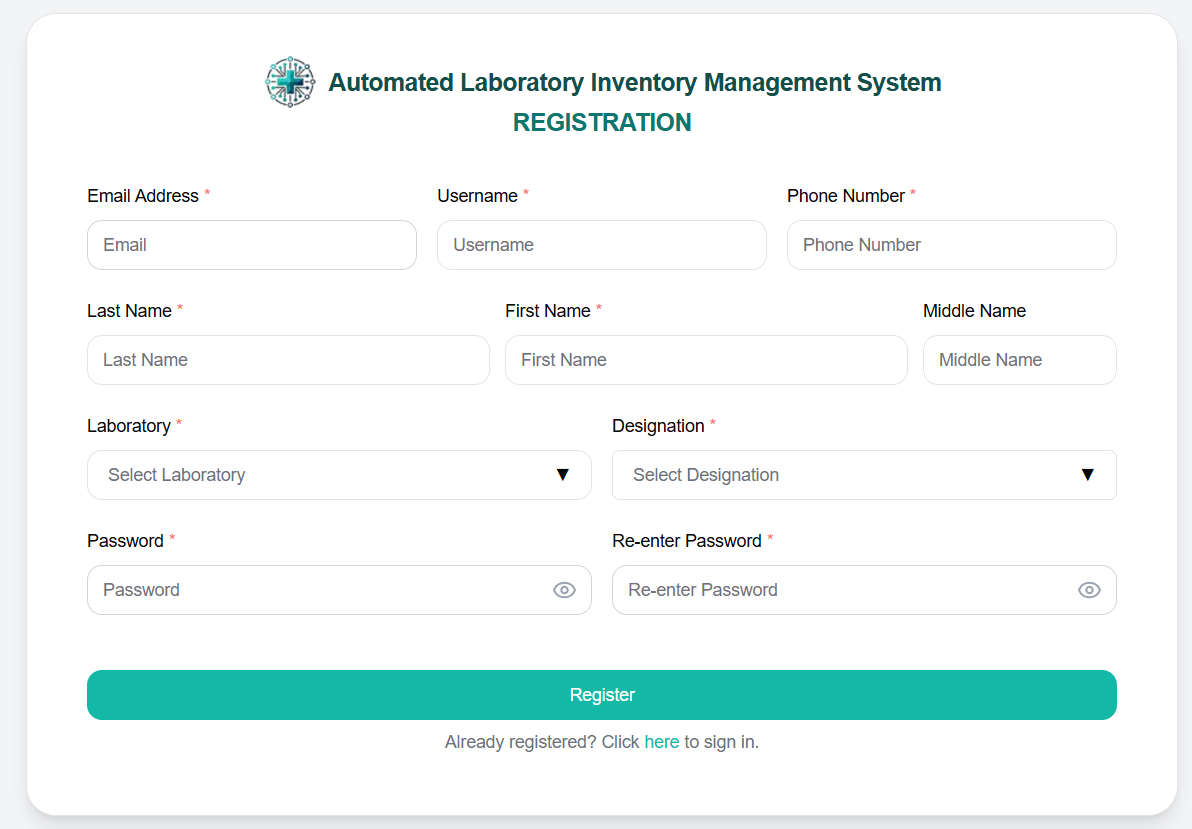 Automated Laboratory Inventory Management System
REGISTRATION
Email Address * Username * Phone Number *
Email Username Phone Number
Last Name * First Name * Middle Name
Last Name First Name Middle Name
Laboratory * Designation *
Select Laboratory ▼ Select Designation ▼
Password * Re-enter Password *
Password Re-enter Password
Register
Already registered? Click here to sign in.